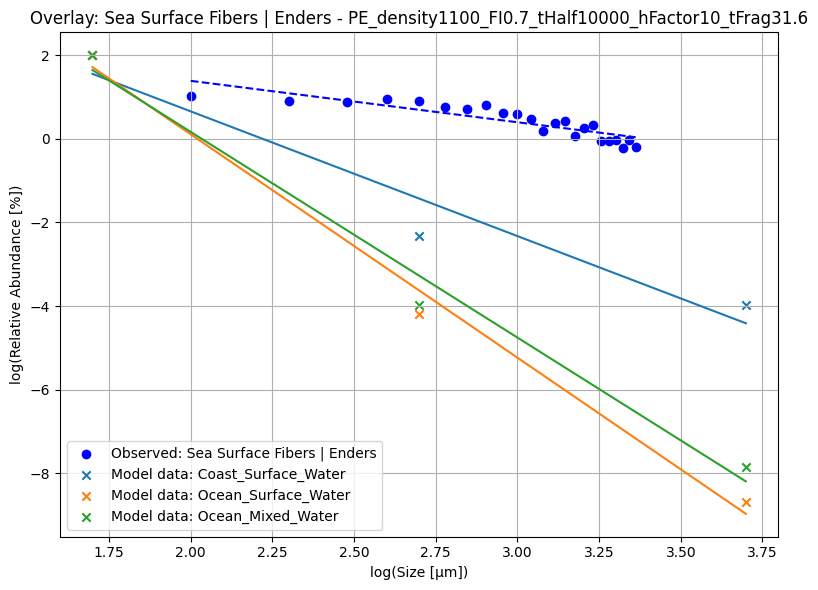 Overlay: Sea Surface Fibers | Enders - PE_density1100_FI0.7_tHalf10000_hFactor10_tFrag31.6
log(Relative Abundance [%])
2
0
−2
−4
−6
−8
Observed: Sea Surface Fibers | Enders
Model data: Coast_Surface_Water
Model data: Ocean_Surface_Water
Model data: Ocean_Mixed_Water
1.75
2.00
2.25
2.50
2.75
3.00
3.25
3.50
3.75
log(Size [μm])